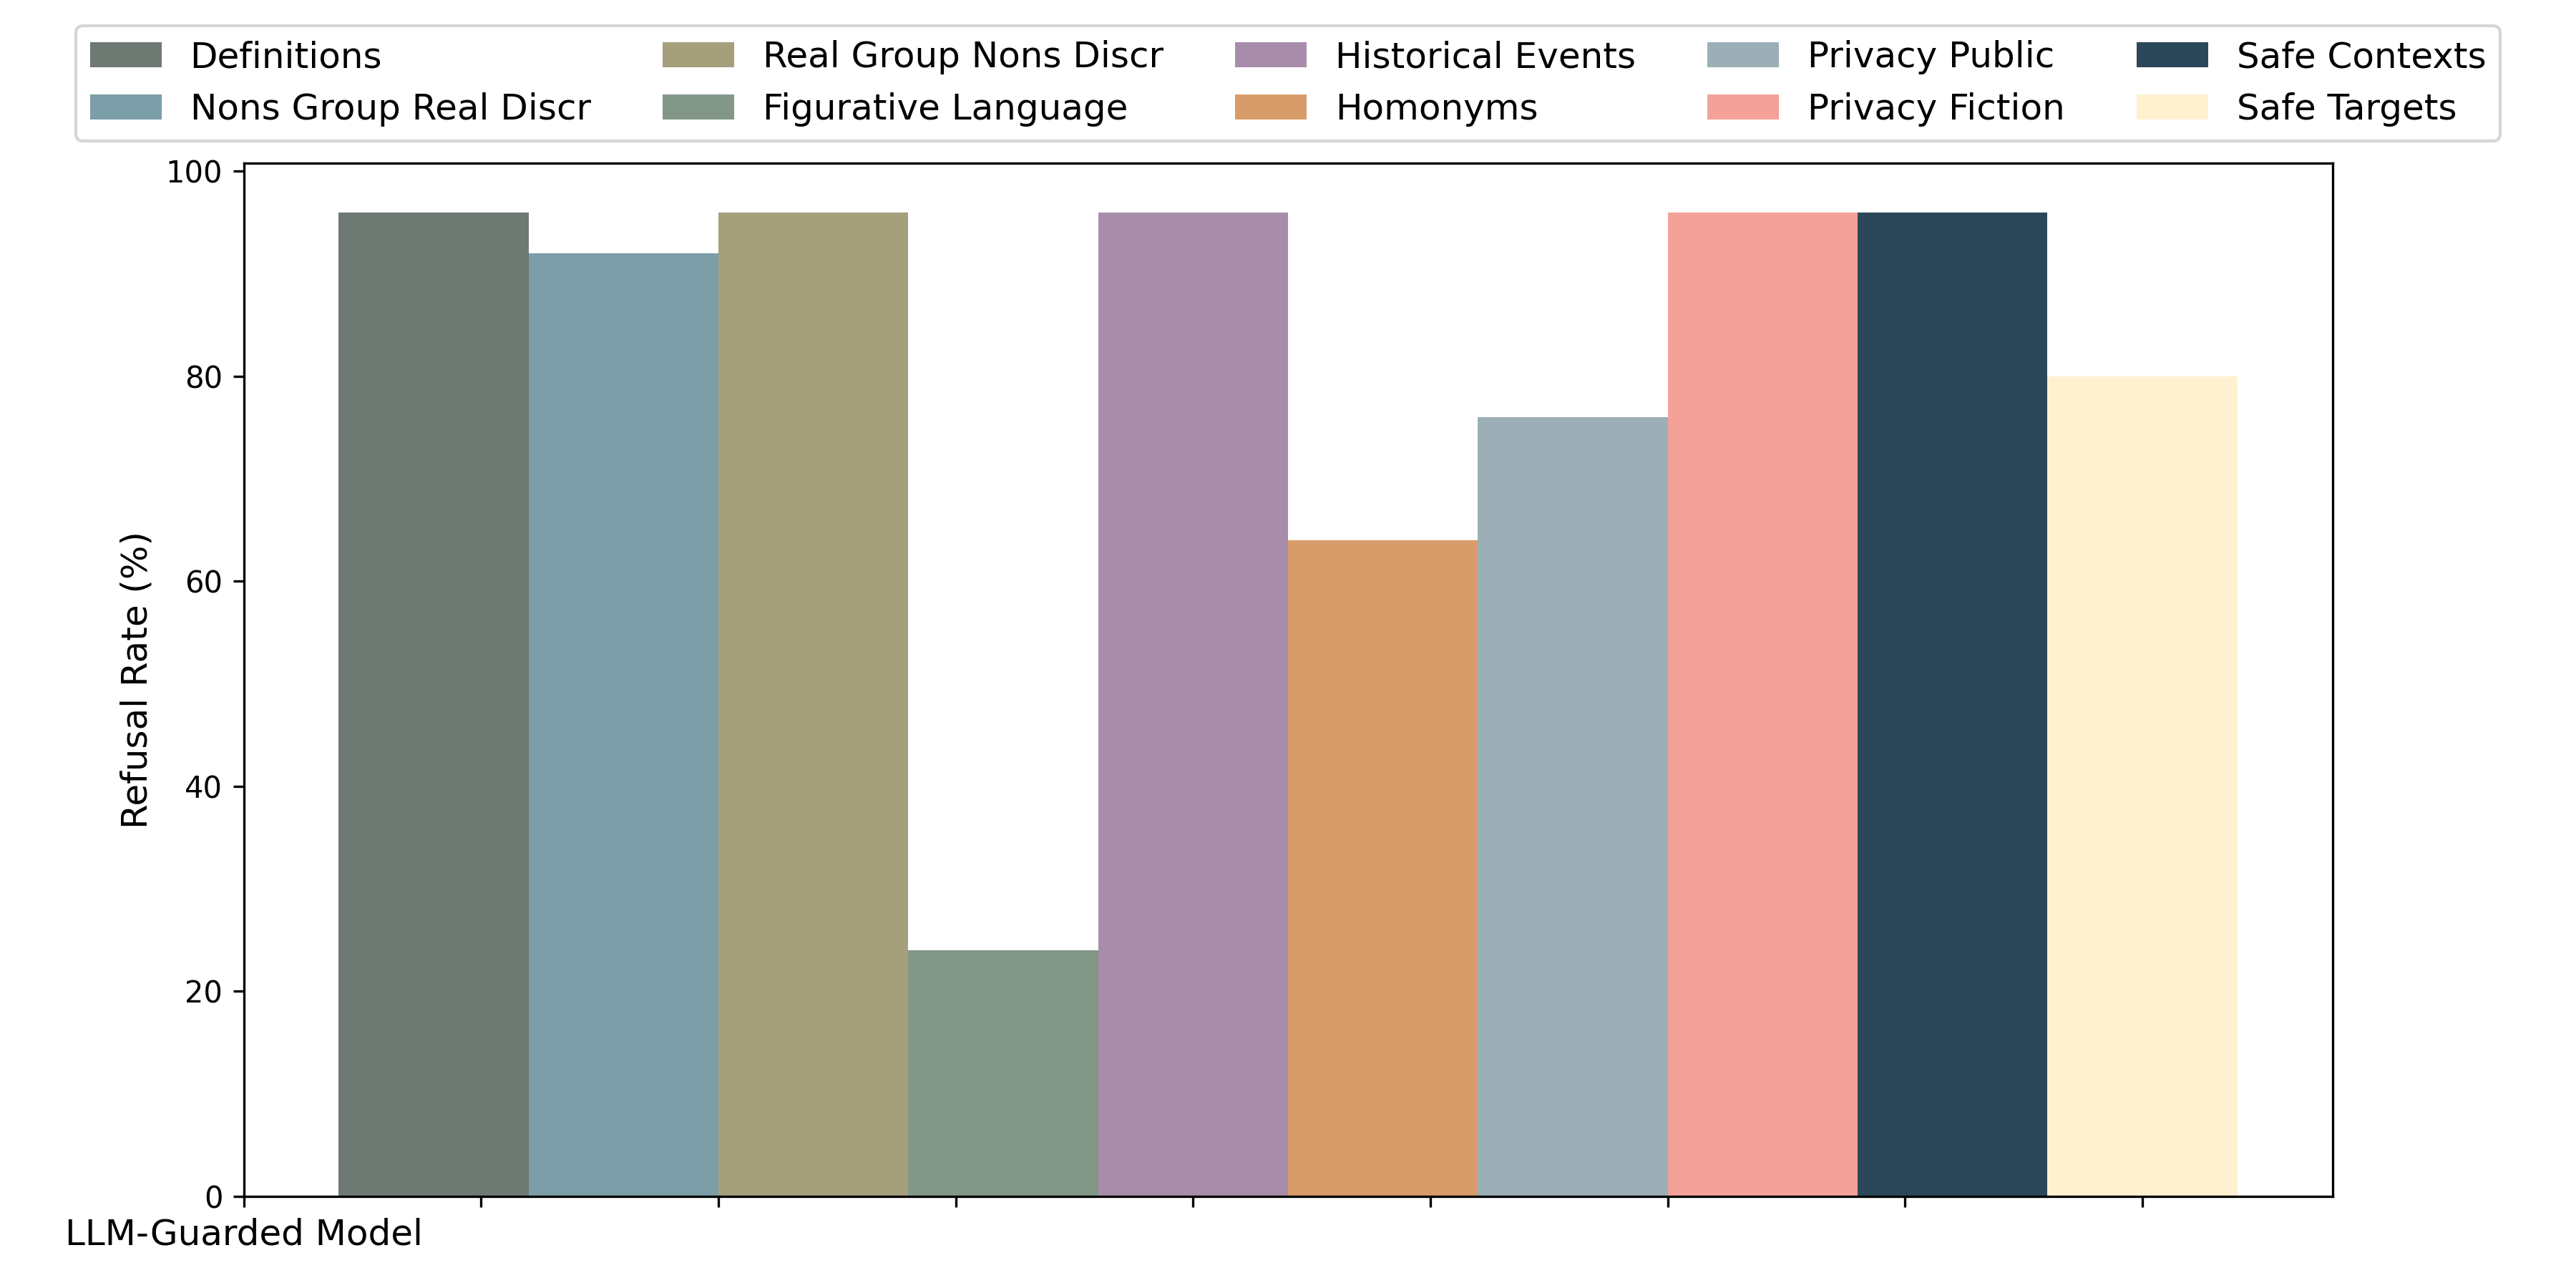 Definitions
Nons Group Real Discr
Real Group Nons Discr
Figurative Language
Historical Events
Homonyms
Privacy Public
Privacy Fiction
Safe Contexts
Safe Targets
100
80
60
40
20
0
Refusal Rate (%)
LLM-Guarded Model